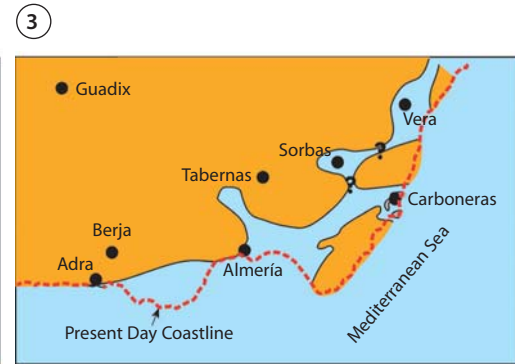 3
Guadix
Vera
Sorbas
?
Tabernas
?
Carboneras
Berja
Adra
Almería
Mediterranean Sea
Present Day Coastline